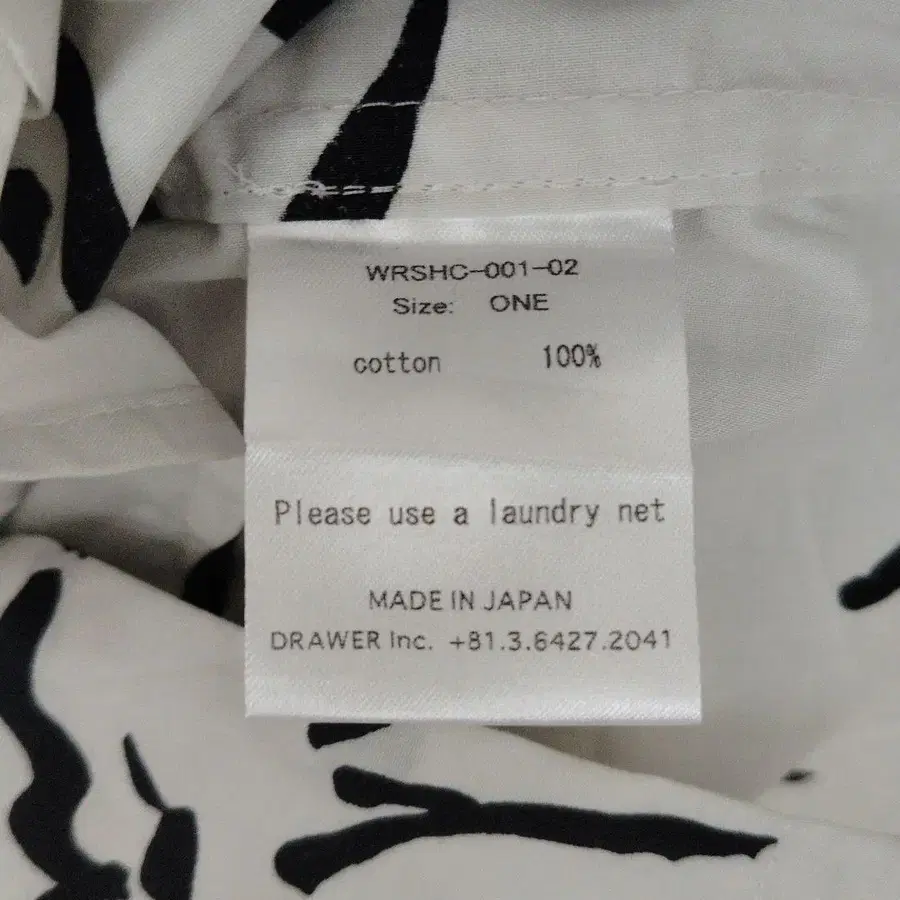 WRSHC-001-02
Size: ONE
cotton 100%
Please use a laundry net
MADE IN JAPAN
DRAWER Inc. +81.3.6427.2041